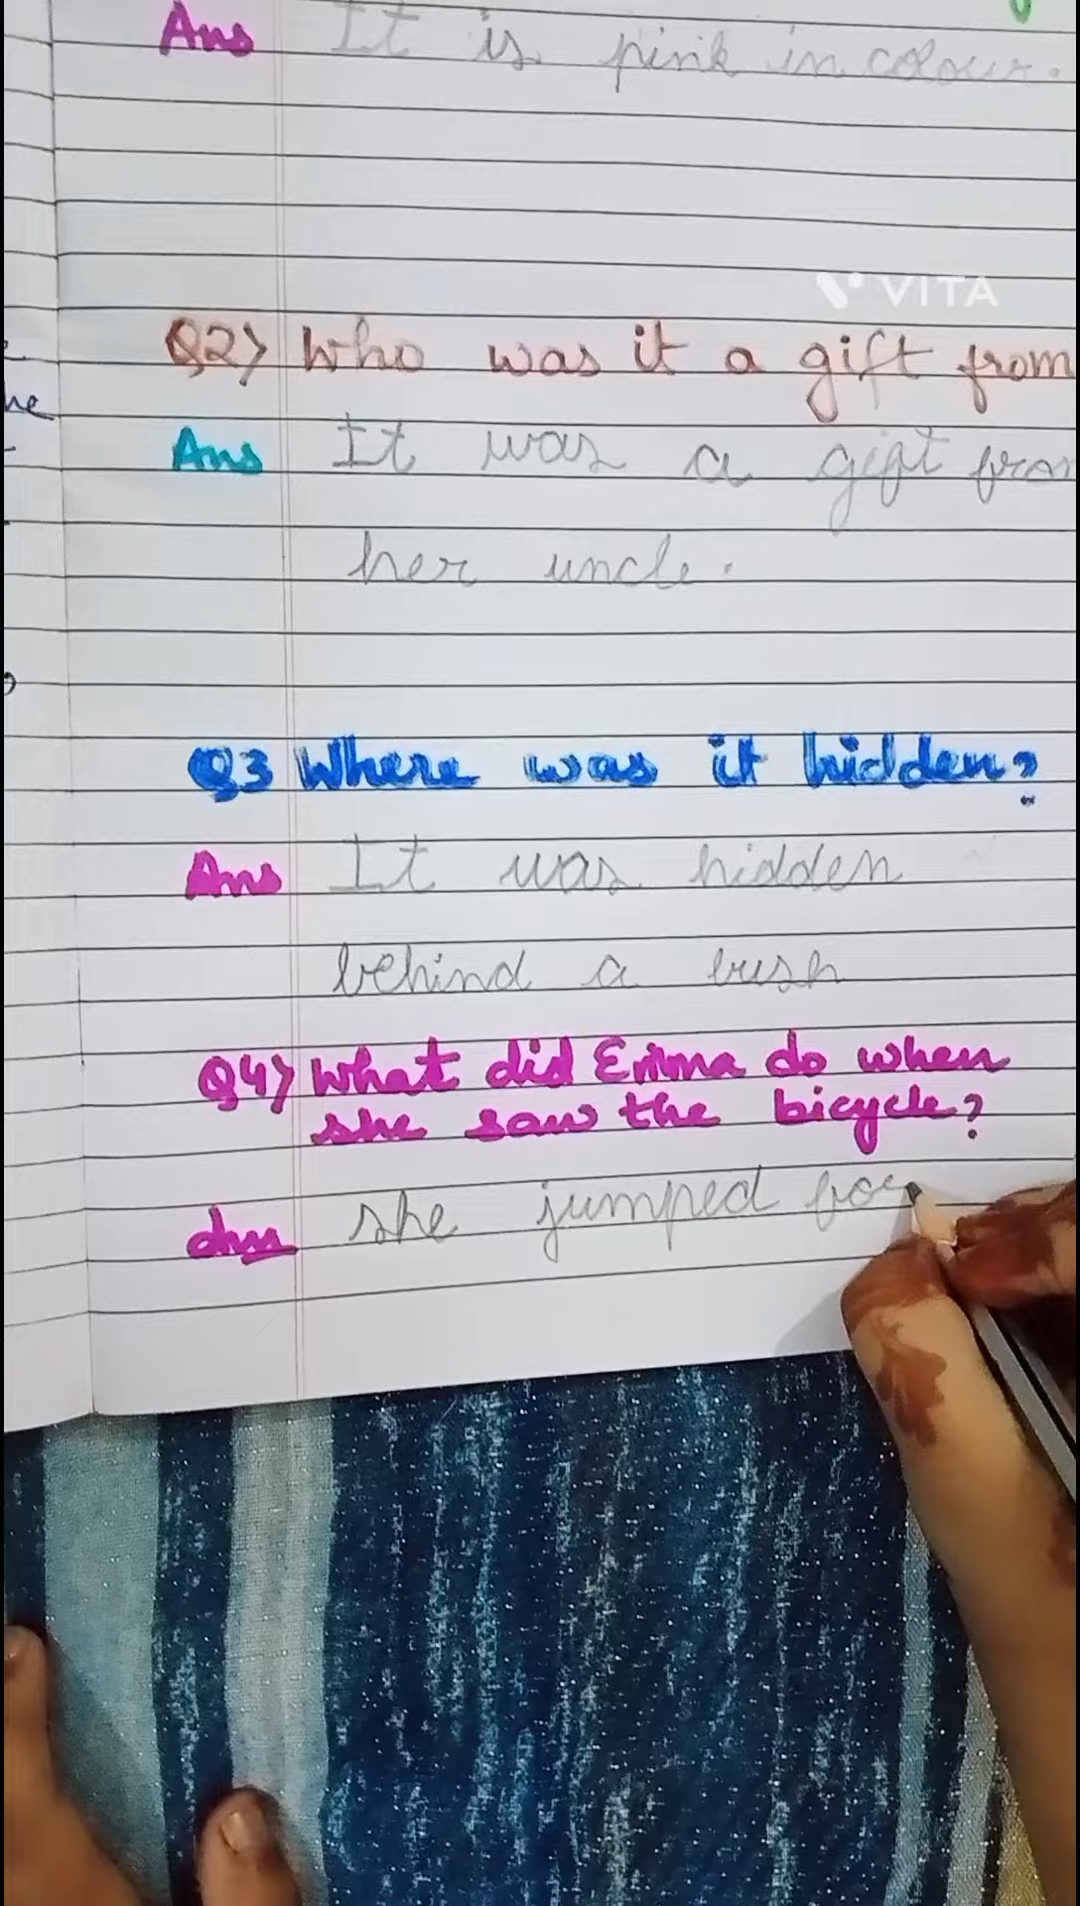 Ans It is pink in colour.
VITA
Q2) Who was it a gift from
Ans It was a gift from
her uncle.
Q3 Where was it hidden?
Ans It was hidden
behind a bush
Q4) What did Emma do when
she saw the bicycle?
Ans she jumped